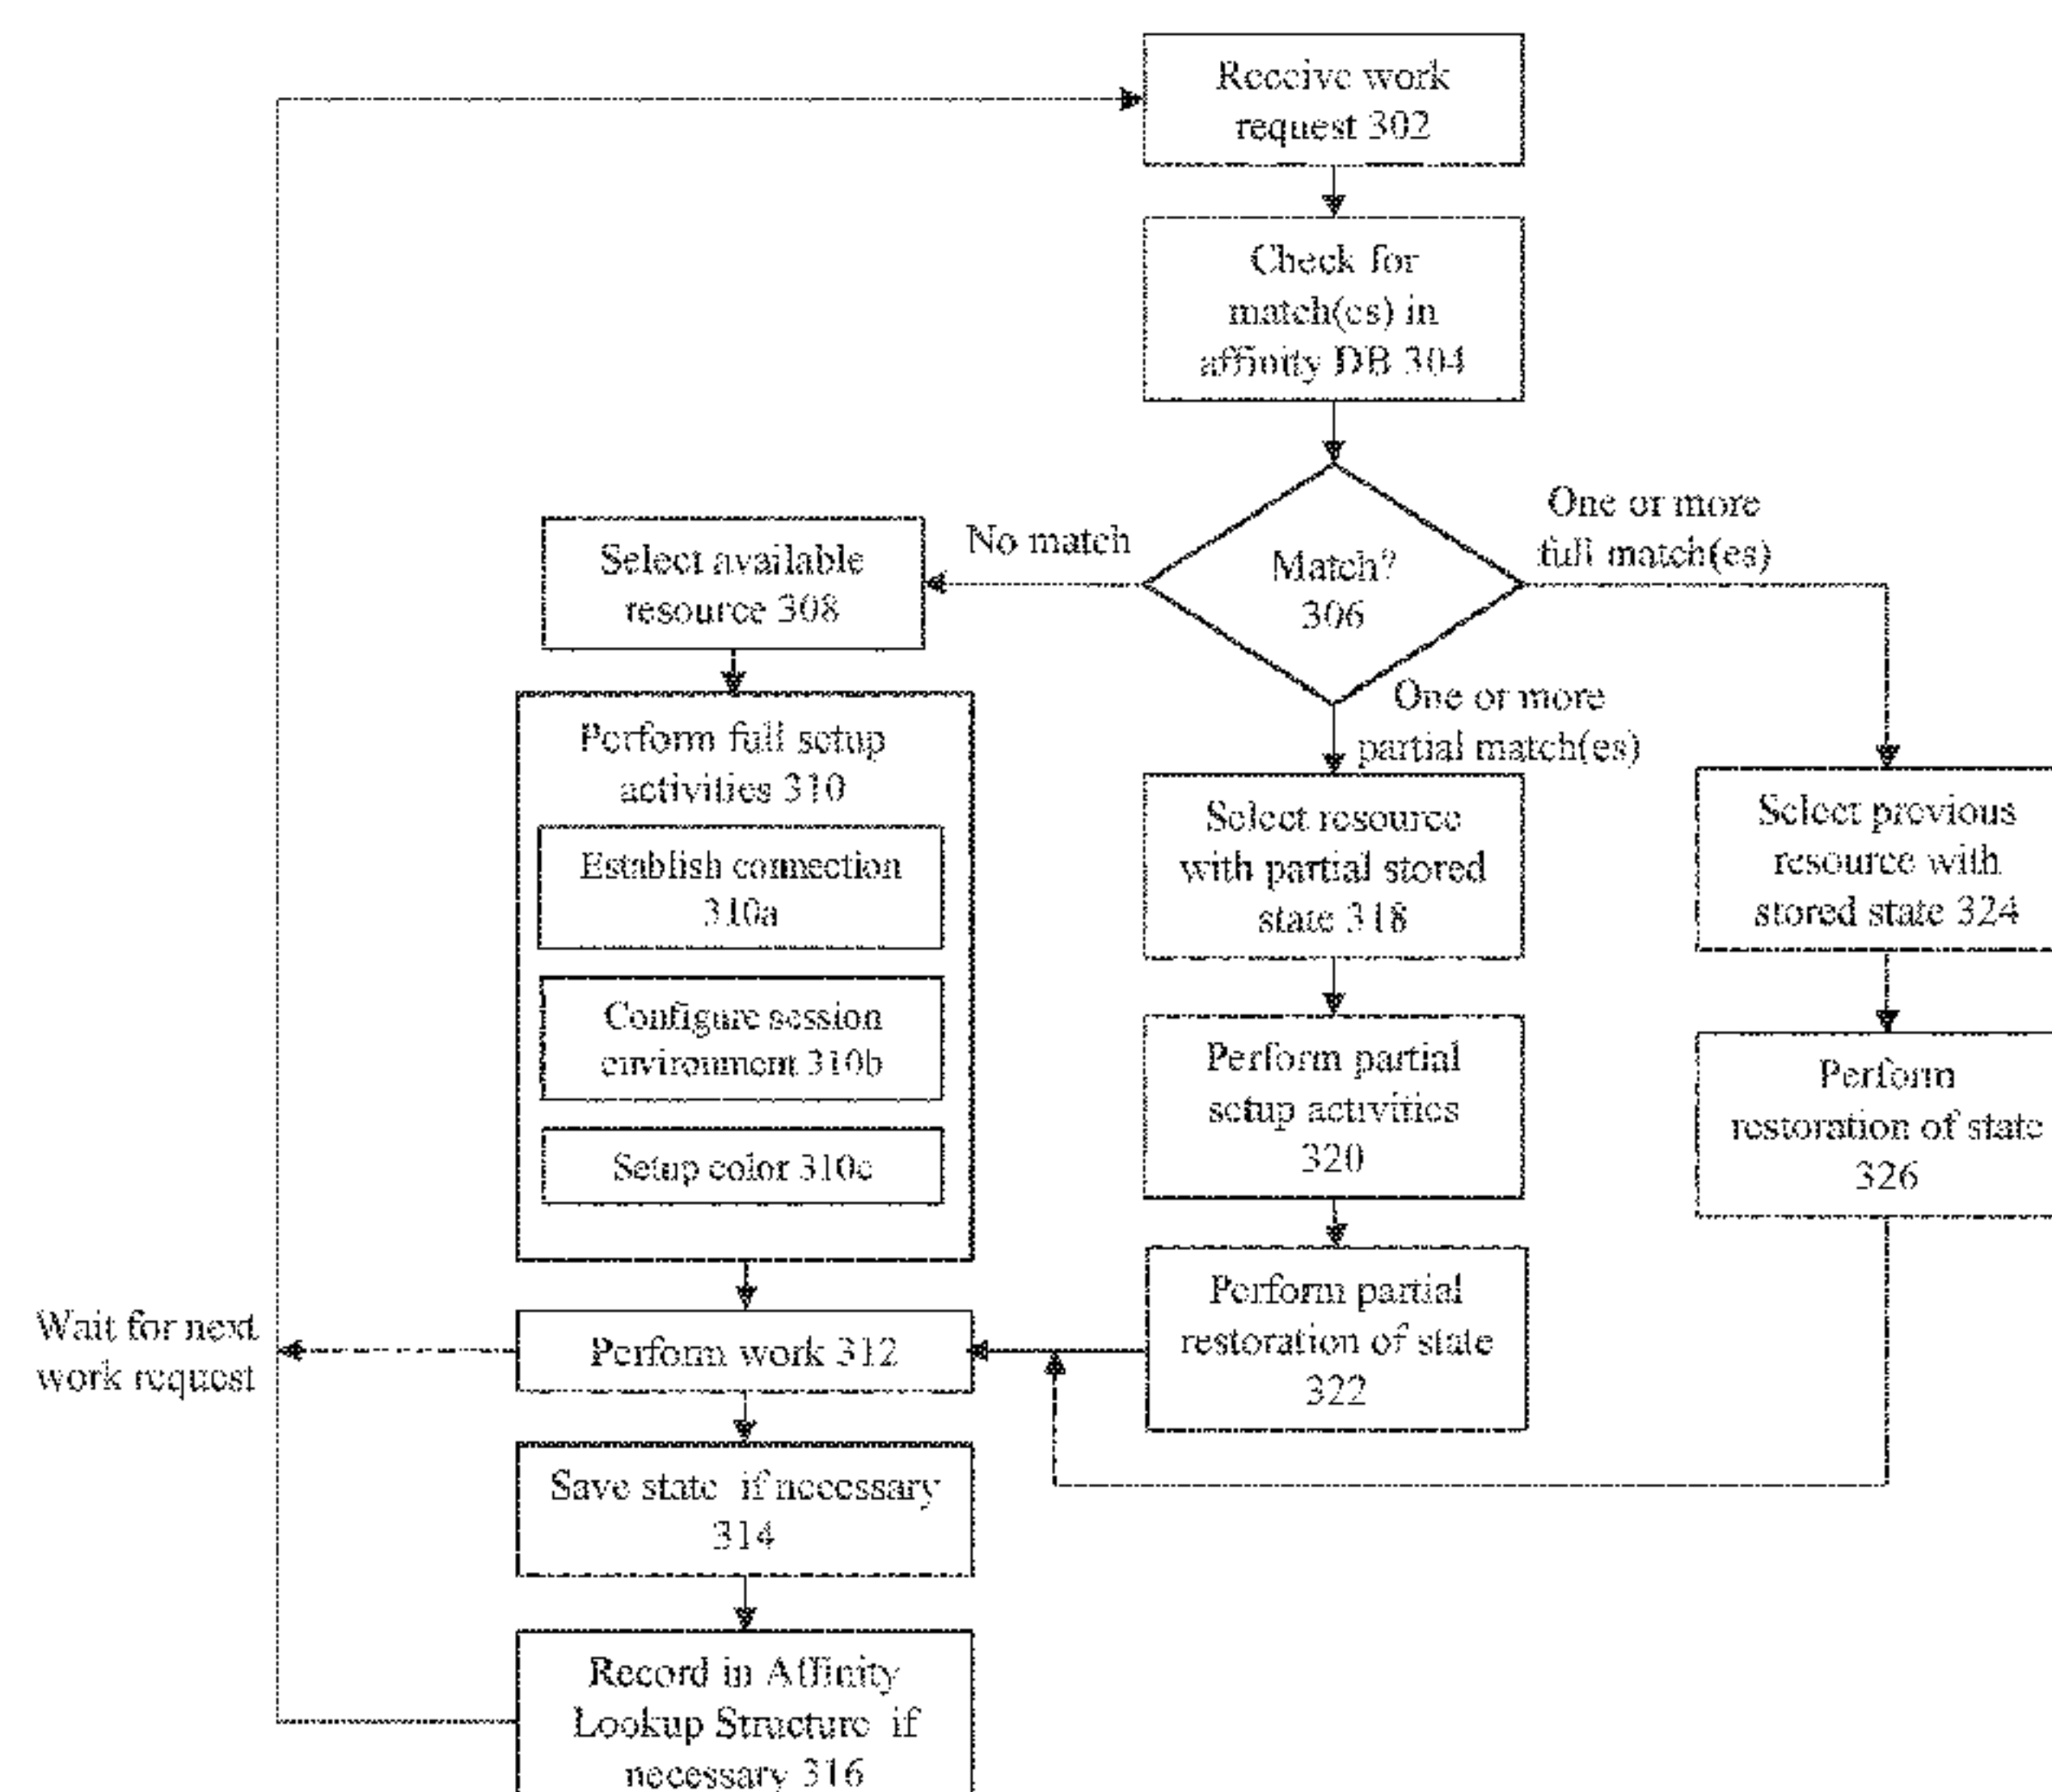 Receive work
request 302
Check for
match(es) in
affinity DB 304
Match?
306
No match
One or more
full match(es)
One or more
partial match(es)
Select available
resource 308
Perform full setup
activities 310
Establish connection
310a
Configure session
environment 310b
Setup color 310c
Select resource
with partial stored
state 318
Perform partial
setup activities
320
Perform partial
restoration of state
322
Select previous
resource with
stored state 324
Perform
restoration of state
326
Perform work 312
Wait for next
work request
Save state if necessary
314
Record in Affinity
Lookup Structure if
necessary 316